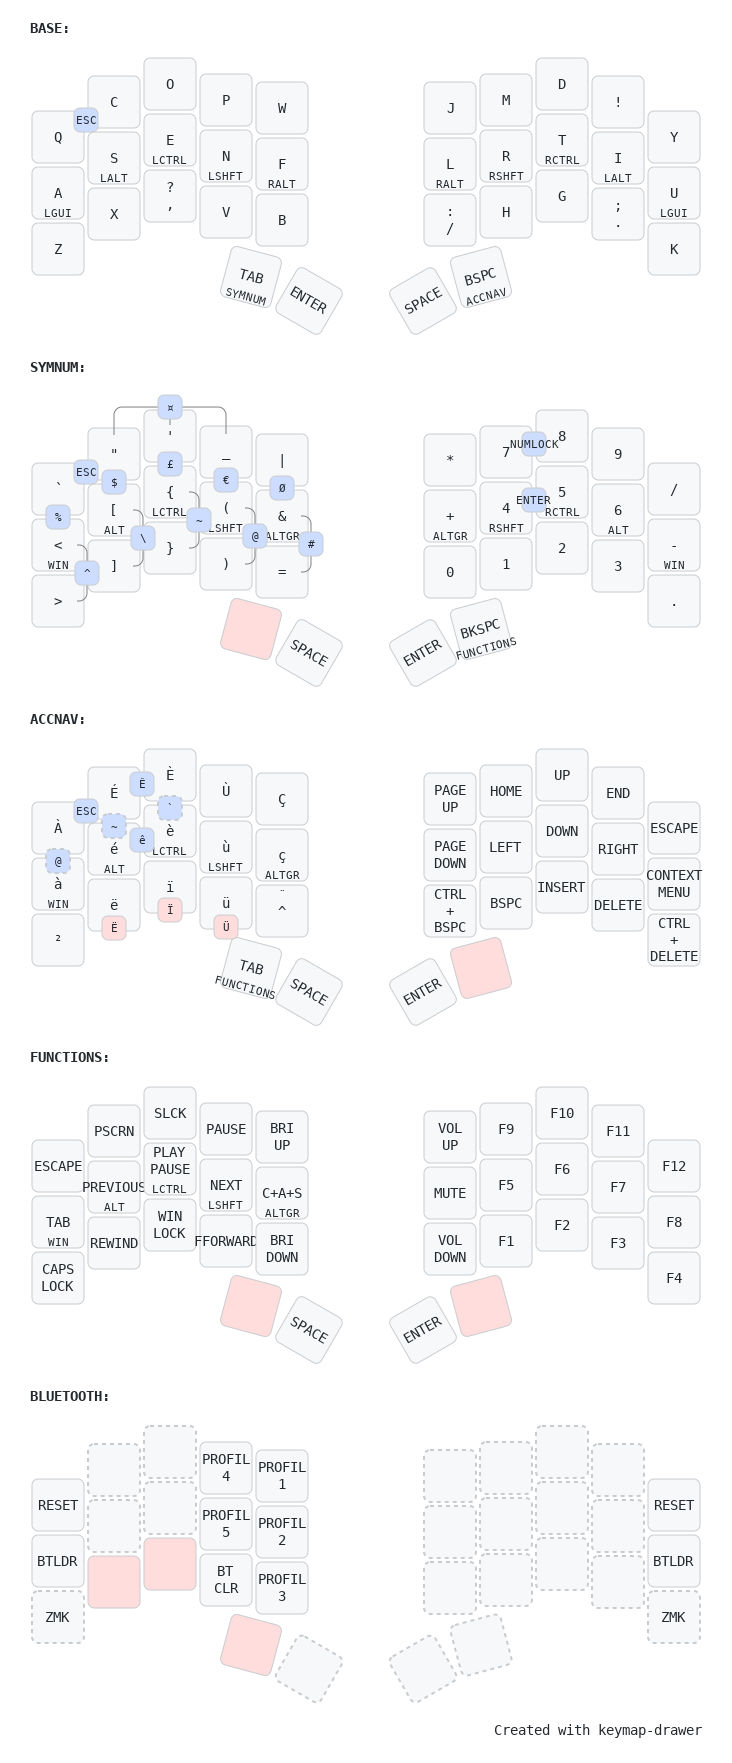 BASE:
Q ESC C O P W J M D ! Y
A S E N F L R T I U
LGUI LALT LCTRL LSHFT RALT RALT RSHFT RCTRL LALT LGUI
Z X ? , V B : / H G ; . K
TAB SYMNUM ENTER SPACE BSPC ACCNAV
SYMNUM:
¤
` ESC " ' _ | * 7 NUMLOCK 8 9 /
% $ £ € Ø
< [ { ( & + 4 ENTER 5 6 -
WIN ALT LCTRL LSHFT ALTGR ALTGR RSHFT RCTRL ALT WIN
^ \ ~ @ #
> ] } ) = 0 1 2 3 .
SPACE ENTER BKSPC FUNCTIONS
ACCNAV:
À ESC É Ê È Ù Ç PAGE UP HOME UP END ESCAPE
@ ~ `
à é ê è ù ç PAGE DOWN LEFT DOWN RIGHT CONTEXT MENU
WIN ALT LCTRL LSHFT ALTGR
² ë ï ü ¨ ^ CTRL + BSPC BSPC INSERT DELETE CTRL + DELETE
Ë Ï Ü
TAB FUNCTIONS SPACE ENTER
FUNCTIONS:
ESCAPE PSCRN SLCK PAUSE BRI UP VOL UP F9 F10 F11 F12
TAB PREVIOUS PLAY PAUSE NEXT C+A+S MUTE F5 F6 F7 F8
WIN ALT LCTRL LSHFT ALTGR
CAPS LOCK REWIND WIN LOCK FFORWARD BRI DOWN VOL DOWN F1 F2 F3 F4
SPACE ENTER
BLUETOOTH:
RESET PROFIL 4 PROFIL 1 RESET
BTLDR PROFIL 5 PROFIL 2 BTLDR
ZMK BT CLR PROFIL 3 ZMK
Created with keymap-drawer